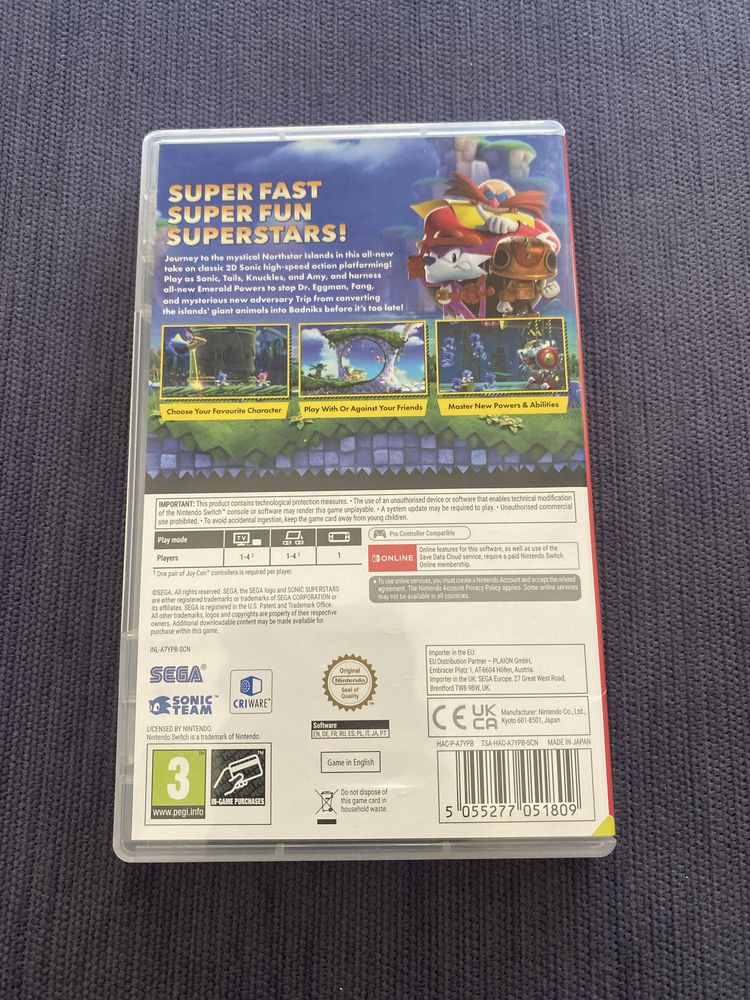 SUPER FAST
SUPER FUN
SUPERSTARS!
Journey to the mystical Northstar Islands in this all-new
take on classic 2D Sonic high-speed action platforming!
Play as Sonic, Tails, Knuckles, and Amy, and harness
all-new Emerald Powers to stop Dr. Eggman, Fang,
and mysterious new adversary Trip from converting
the islands' giant animals into Badniks before it's too late!
Choose Your Favourite Character
Play With Or Against Your Friends
Master New Powers & Abilities
IMPORTANT: This product contains technological protection measures. • The use of an unauthorised device or software that enables technical modification
of the Nintendo Switch™ console or software may render this game unplayable. • A system update may be required to play. • Unauthorised commercial
use prohibited. • To avoid accidental ingestion, keep the game card away from young children.
Play mode
TV
Players
1-4 ¹
1-4 ¹
1
¹ One pair of Joy-Con™ controllers is required per player.
Pro Controller Compatible
ONLINE
Online features for this software, as well as use of the
Save Data Cloud service, require a paid Nintendo Switch
Online membership.
• To use online services, you must create a Nintendo Account and accept the related
agreement. The Nintendo Account Privacy Policy applies. Some online services
may not be available in all countries.
©SEGA. All rights reserved. SEGA, the SEGA logo and SONIC SUPERSTARS
are either registered trademarks or trademarks of SEGA CORPORATION or
its affiliates. SEGA is registered in the U.S. Patent and Trademark Office.
All other trademarks, logos and copyrights are property of their respective
owners. Additional downloadable content may be made available for
purchase within this game.
INL-A7YPB-SCN
SEGA®
SONIC
TEAM™
CRIWARE™
LICENSED BY NINTENDO.
Nintendo Switch is a trademark of Nintendo.
Original
Nintendo
Seal of
Quality
Software
EN, DE, FR, RU, ES, PL, IT, JA, PT
Game in English
Do not dispose of
this game card in
household waste.
3
www.pegi.info
IN-GAME PURCHASES
Importer in the EU:
EU Distribution Partner – PLAION GmbH,
Embracer Platz 1, AT-6604 Höfen, Austria.
Importer in the UK: SEGA Europe, 27 Great West Road,
Brentford TW8 9BW, UK.
CE UK
CA
Manufacturer: Nintendo Co., Ltd.,
Kyoto 601-8501, Japan
HAC-P-A7YPB TSA-HAC-A7YPB-SCN MADE IN JAPAN
5 055277 051809